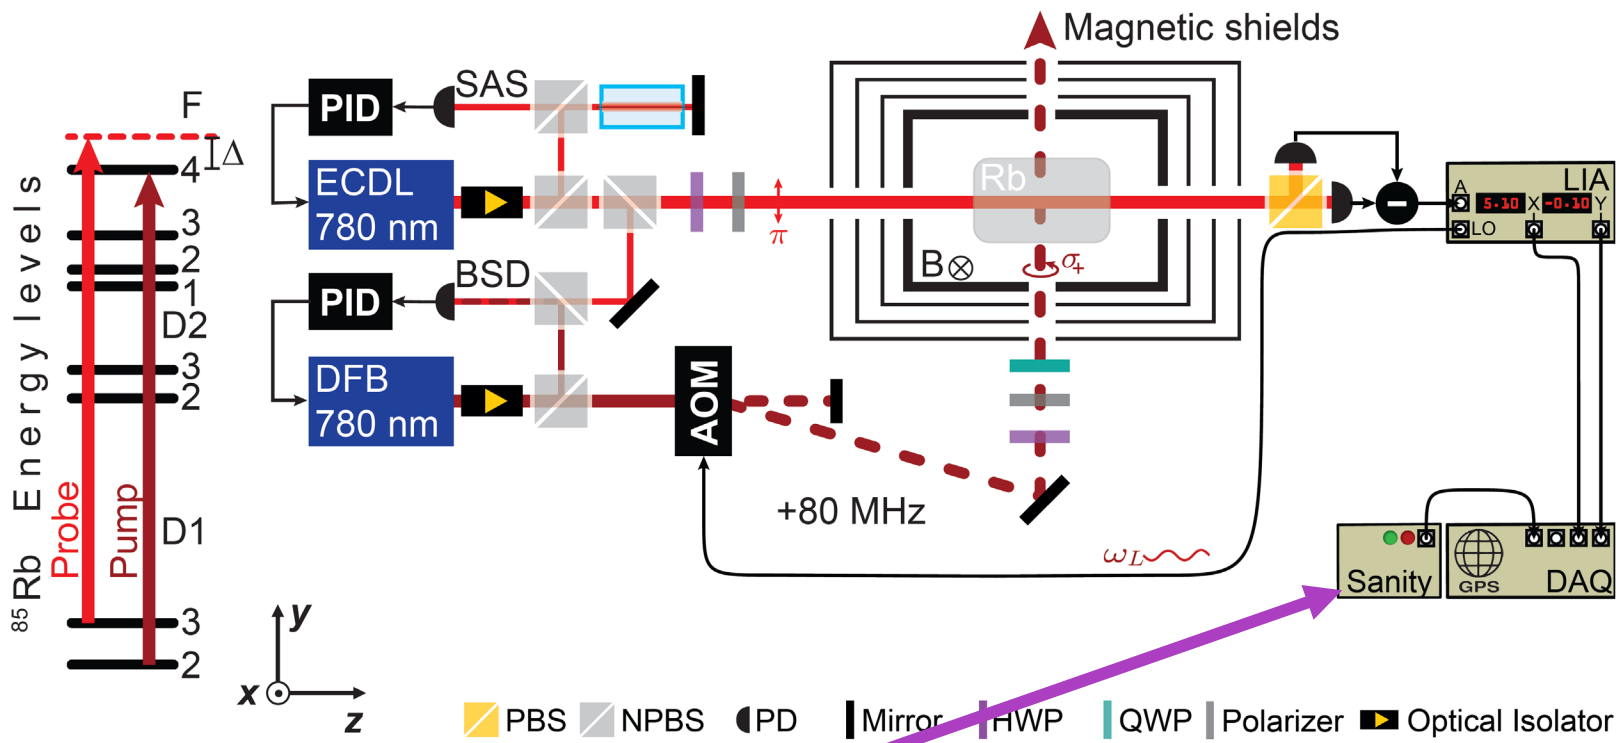 Magnetic shields
F
SAS
PID
Δ
4
ECDL
780 nm
π
Rb
B⊗
σ+
LIA
A
5.10
X
-0.10
Y
LO
3
2
1
D2
BSD
PID
3
2
DFB
780 nm
AOM
+80 MHz
ωL
85Rb Energy levels
Probe
Pump
D1
Sanity
GPS
DAQ
3
2
y
x
z
PBS
NPBS
PD
Mirror
HWP
QWP
Polarizer
Optical Isolator